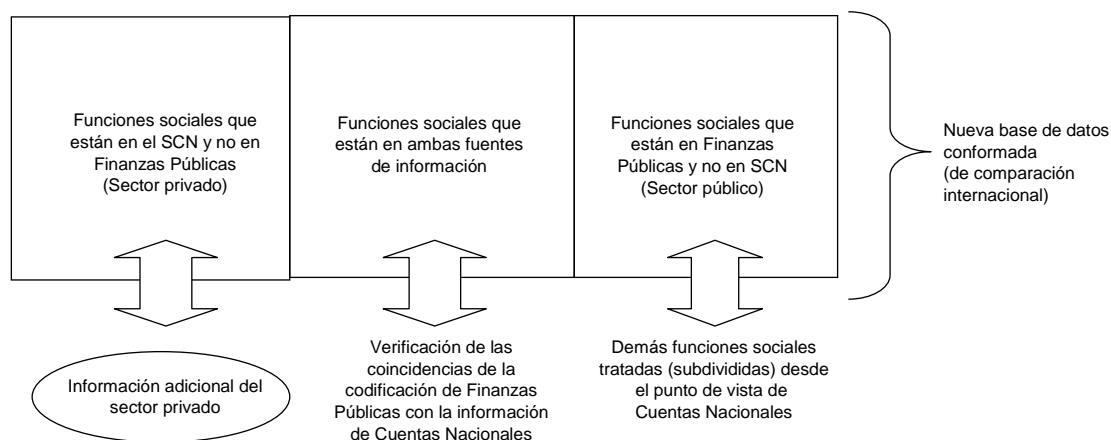 Funciones sociales que
están en el SCN y no en
Finanzas Públicas
(Sector privado)
Funciones sociales que
están en ambas fuentes
de información
Funciones sociales que
están en Finanzas
Públicas y no en SCN
(Sector público)
Nueva base de datos
conformada
(de comparación
internacional)
Información adicional del
sector privado
Verificación de las
coincidencias de la
codificación de Finanzas
Públicas con la información
de Cuentas Nacionales
Demás funciones sociales
tratadas (subdivididas) desde
el punto de vista de
Cuentas Nacionales